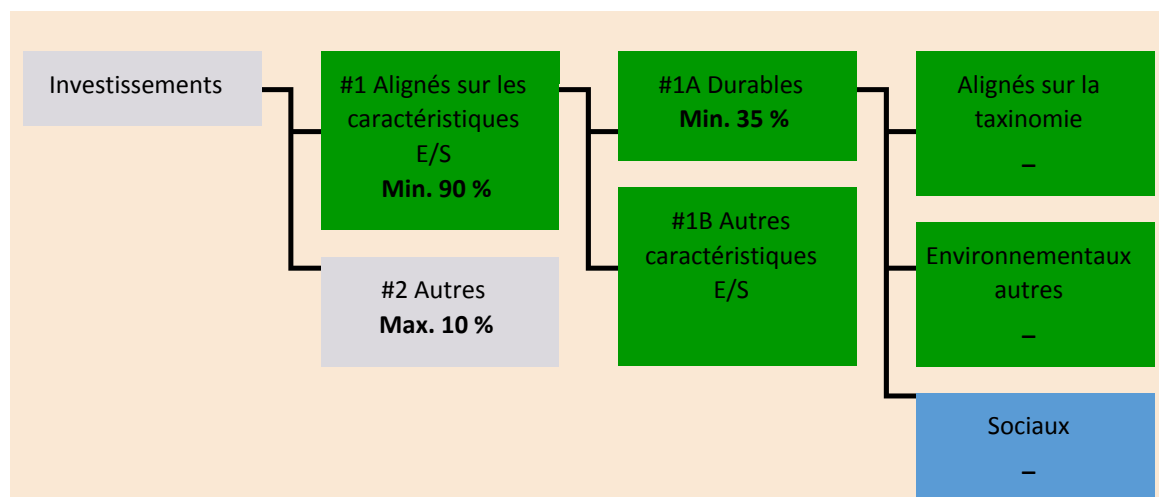 Investissements
#1 Alignés sur les
caractéristiques
E/S
Min. 90 %
#2 Autres
Max. 10 %
#1A Durables
Min. 35 %
#1B Autres
caractéristiques
E/S
Alignés sur la
taxinomie
–
Environnementaux
autres
–
Sociaux
–